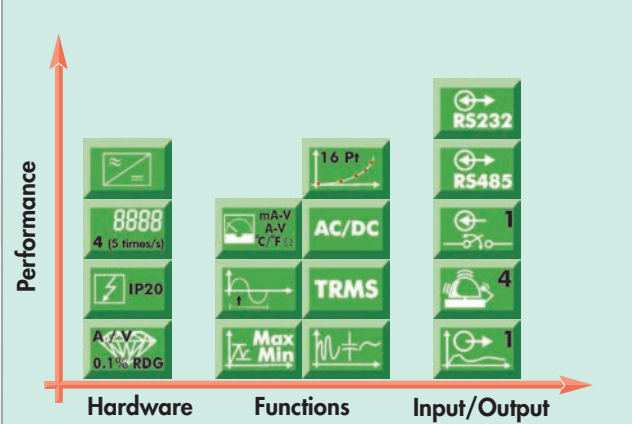 Performance
RS232
16 Pt
RS485
8888
4 (5 times/s)
mA-V
A-V
°C/°F Ω
AC/DC
1
IP20
t
TRMS
4
A / V
0.1% RDG
Max
Min
1
Hardware
Functions
Input/Output